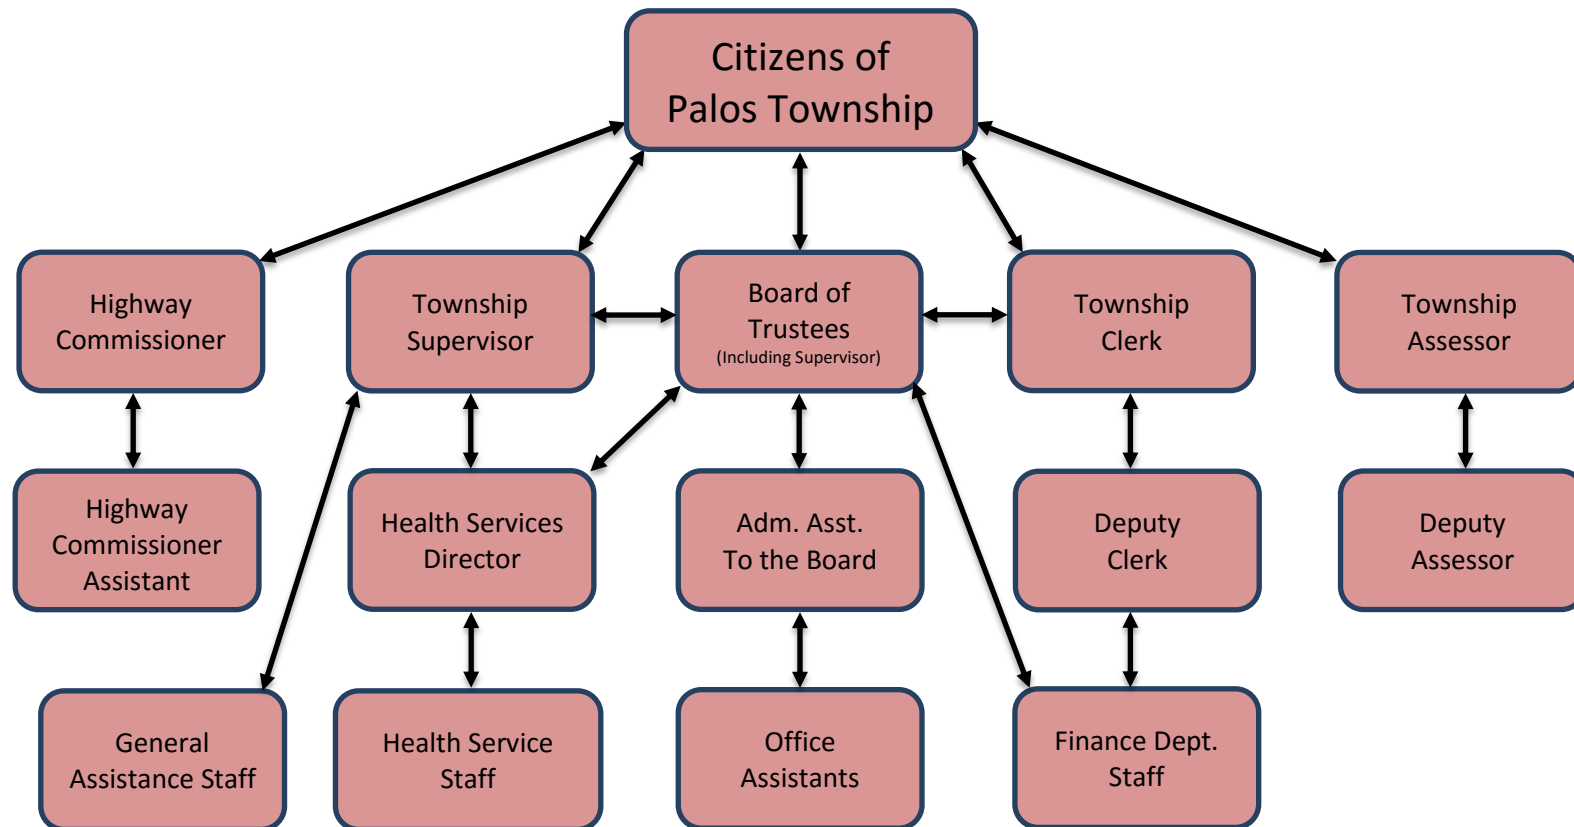 Citizens of
Palos Township
Highway
Commissioner
Township
Supervisor
Board of
Trustees
(Including Supervisor)
Township
Clerk
Township
Assessor
Highway
Commissioner
Assistant
Health Services
Director
Adm. Asst.
To the Board
Deputy
Clerk
Deputy
Assessor
General
Assistance Staff
Health Service
Staff
Office
Assistants
Finance Dept.
Staff